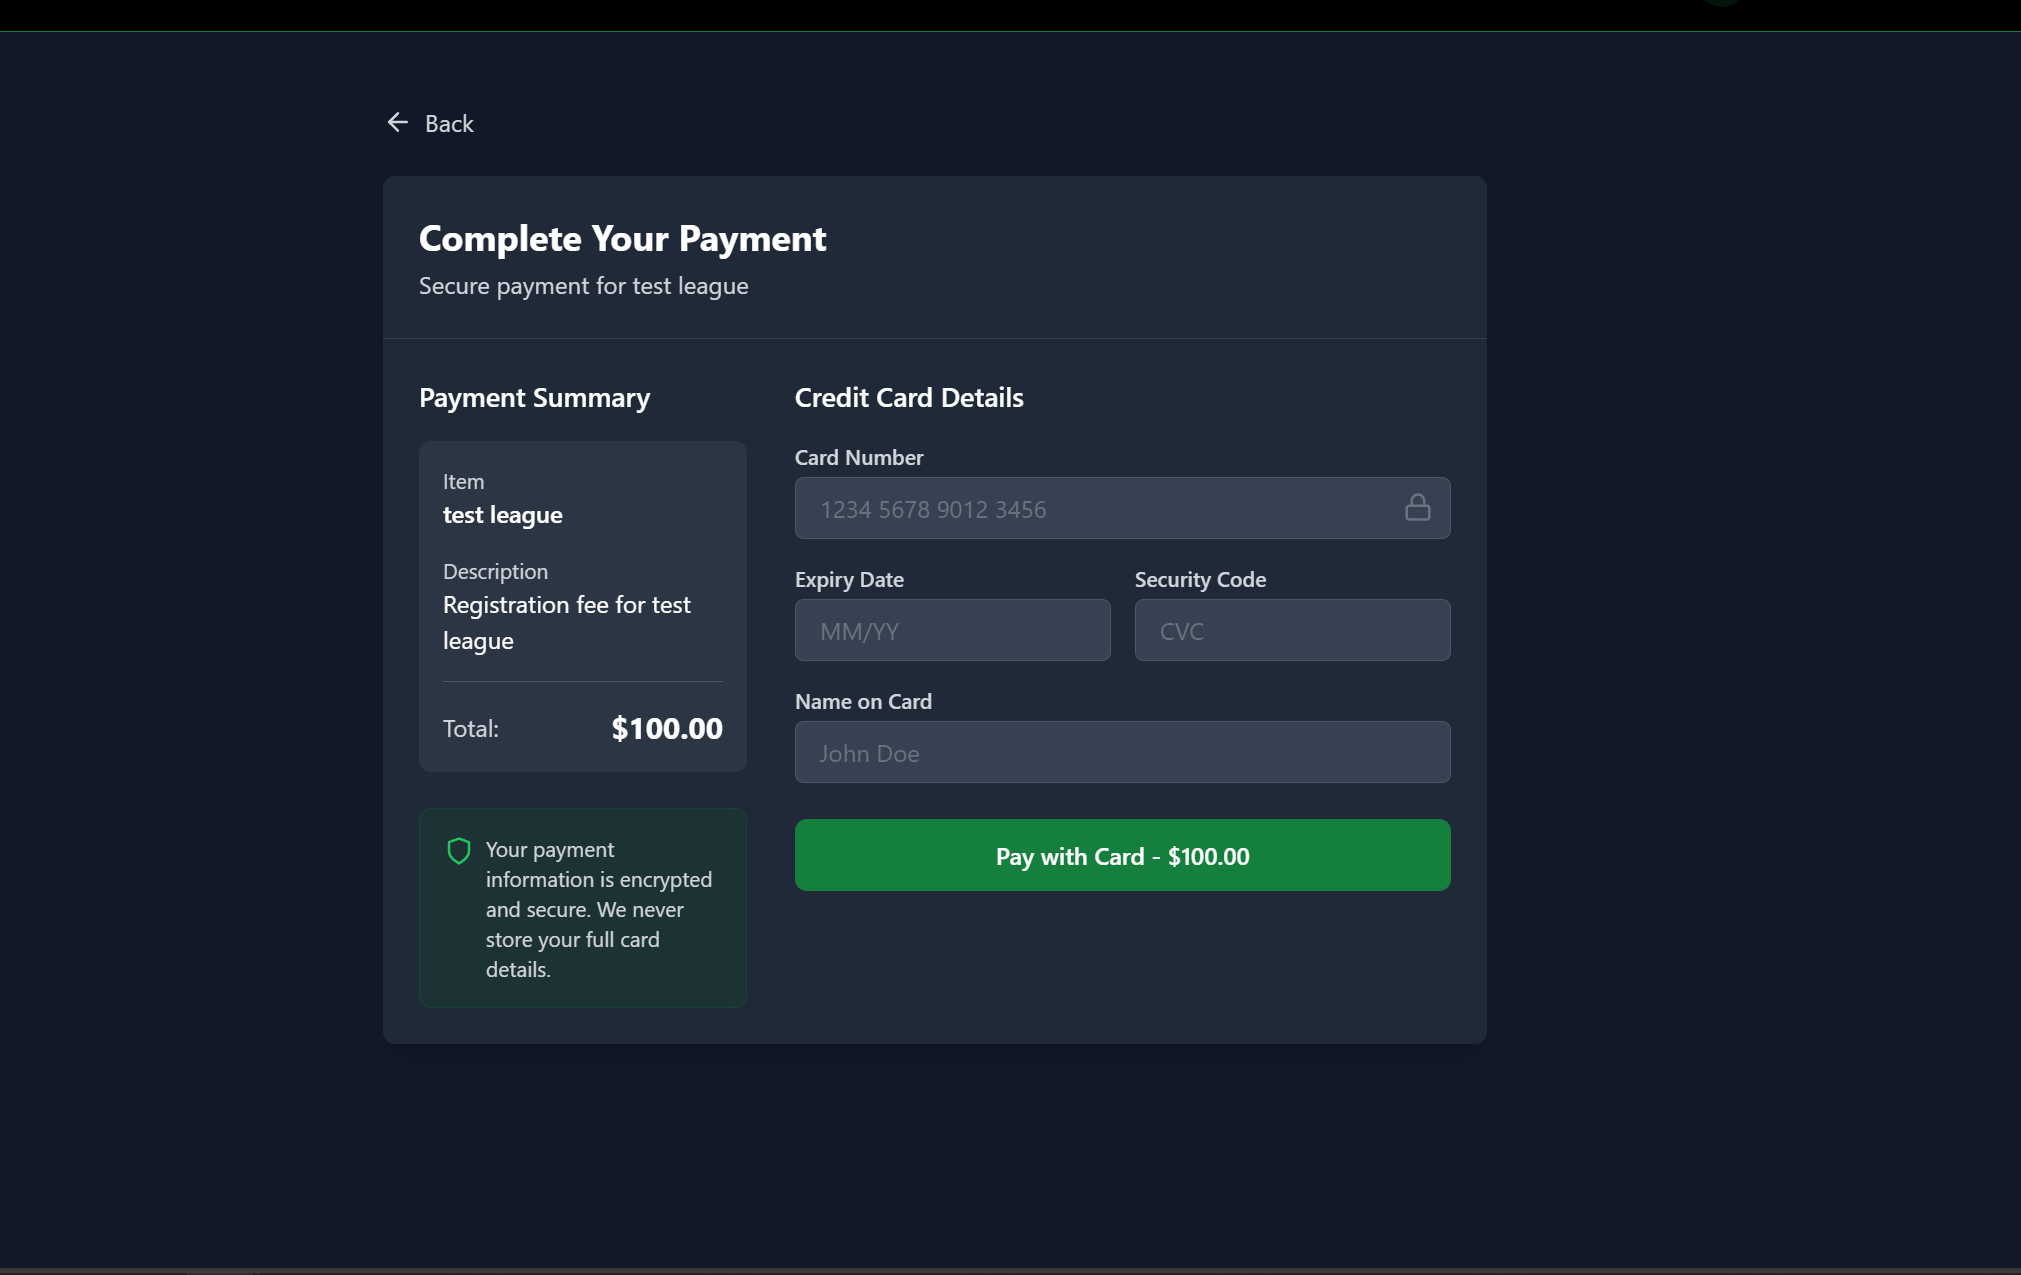 Back
Complete Your Payment
Secure payment for test league
Payment Summary
Item
test league
Description
Registration fee for test
league
Total: $100.00
Your payment
information is encrypted
and secure. We never
store your full card
details.
Credit Card Details
Card Number
1234 5678 9012 3456
Expiry Date Security Code
MM/YY CVC
Name on Card
John Doe
Pay with Card - $100.00